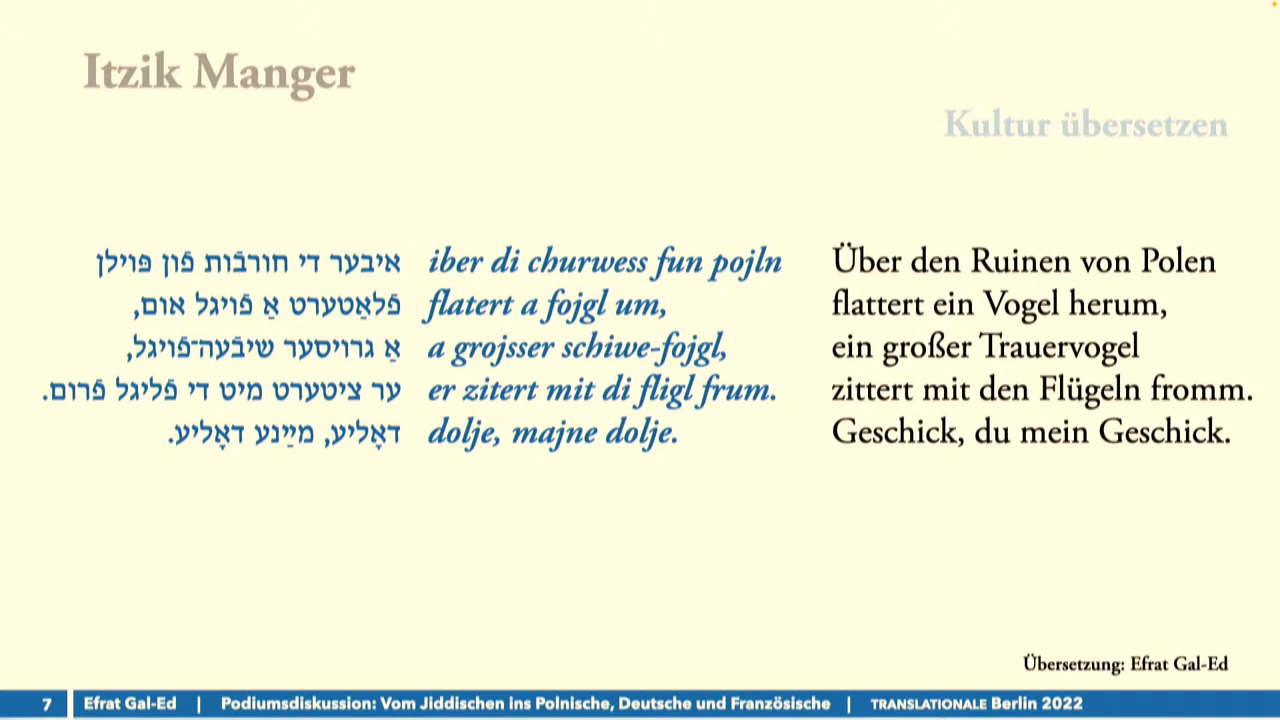 Itzik Manger
Kultur übersetzen
איבער די חורבֿות פֿון פּוילן
פֿלאַטערט אַ פֿויגל אום,
אַ גרויסער שיבֿעה־פֿויגל,
ער ציטערט מיט די פֿליגל פֿרום.
דאָליע, מײַנע דאָליע.
iber di churwess fun pojln
flatert a fojgl um,
a grojsser schiwe-fojgl,
er zitert mit di fligl frum.
dolje, majne dolje.
Über den Ruinen von Polen
flattert ein Vogel herum,
ein großer Trauervogel
zittert mit den Flügeln fromm.
Geschick, du mein Geschick.
Übersetzung: Efrat Gal-Ed
7 Efrat Gal-Ed | Podiumsdiskussion: Vom Jiddischen ins Polnische, Deutsche und Französische | TRANSLATIONALE Berlin 2022